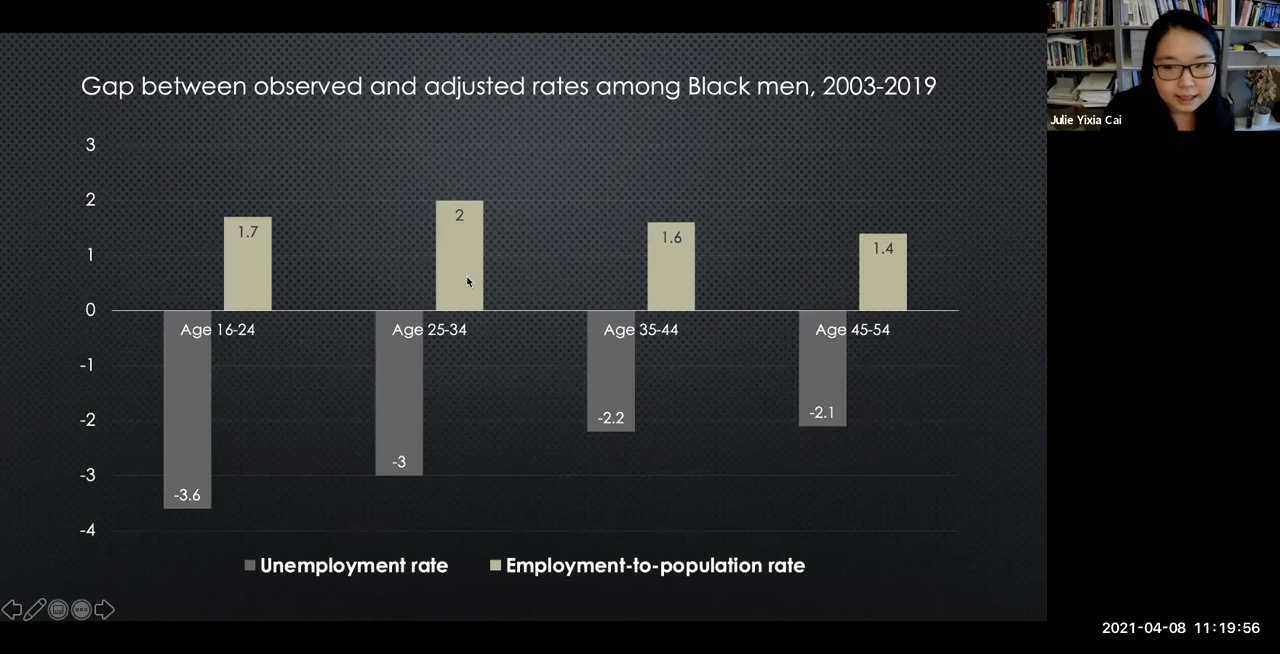 Gap between observed and adjusted rates among Black men, 2003-2019
Julie Yixia Cai
3
2
1
0
-1
-2
-3
-4
1.7
2
1.6
1.4
Age 16-24
Age 25-34
Age 35-44
Age 45-54
-3.6
-3
-2.2
-2.1
Unemployment rate
Employment-to-population rate
2021-04-08 11:19:56